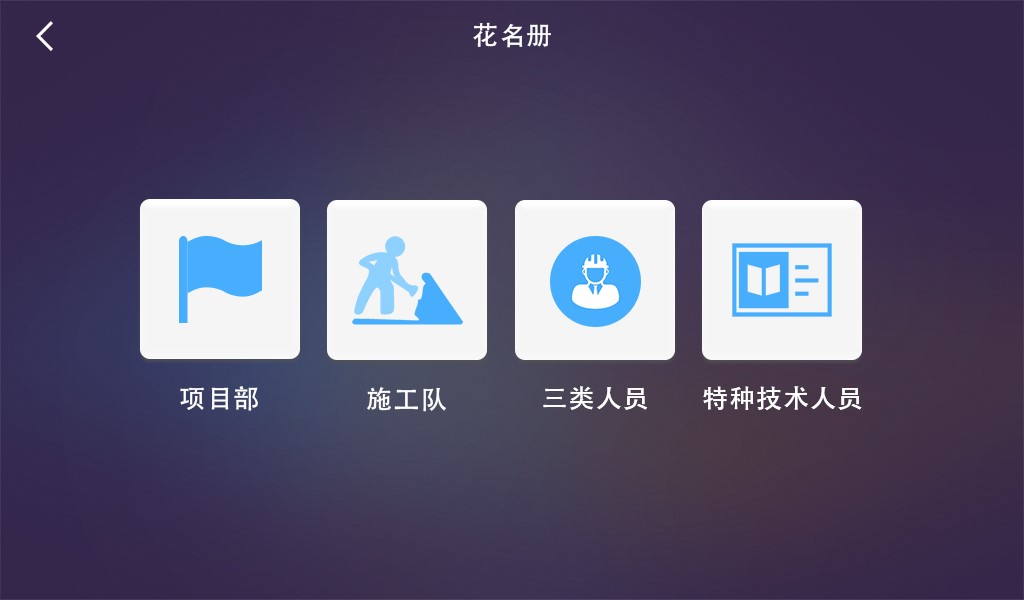 花名册
项目部
施工队
三类人员
特种技术人员